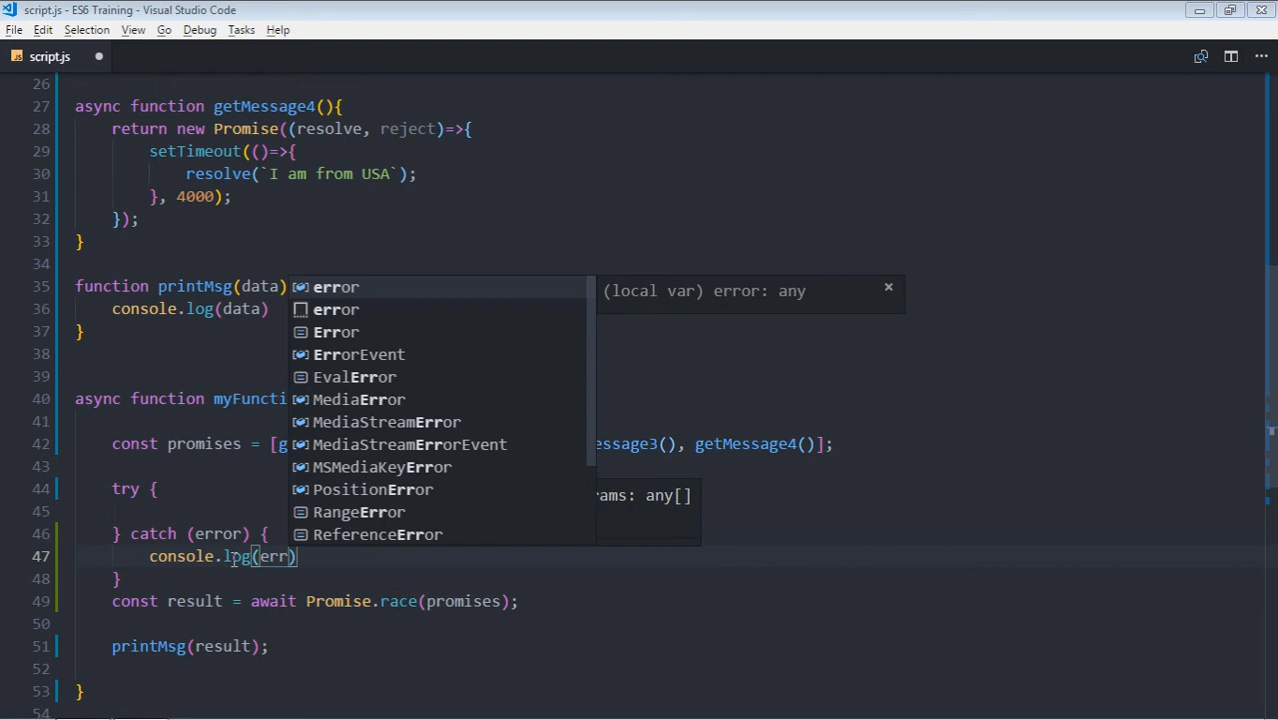 script.js - ES6 Training - Visual Studio Code
File Edit Selection View Go Debug Tasks Help
JS script.js
26
27 async function getMessage4(){
28 return new Promise((resolve, reject)=>{
29 setTimeout(()=>{
30 resolve(`I am from USA`);
31 }, 4000);
32 });
33 }
34
35 function printMsg(data)
36 console.log(data)
37 }
38
39
40 async function myFuncti
41
42 const promises = [g essage3(), getMessage4()];
43
44 try {
45
46 } catch (error) {
47 console.log(err)
48 }
49 const result = await Promise.race(promises);
50
51 printMsg(result);
52
53 }
54
error (local var) error: any
error
Error
ErrorEvent
EvalError
MediaError
MediaStreamError
MediaStreamErrorEvent
MSMediaKeyError
PositionError rams: any[]
RangeError
ReferenceError